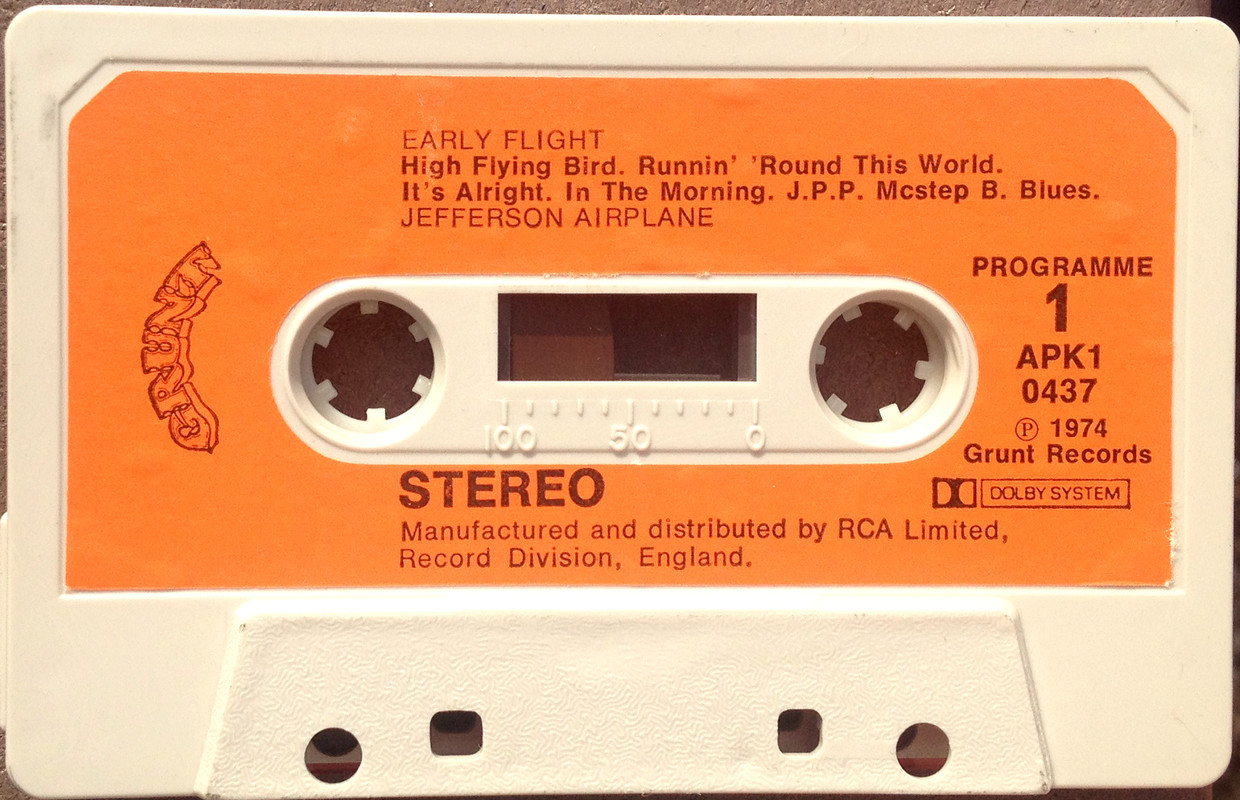 EARLY FLIGHT
High Flying Bird. Runnin' 'Round This World.
It's Alright. In The Morning. J.P.P. Mcstep B. Blues.
JEFFERSON AIRPLANE
GRUNT
PROGRAMME
1
APK1
0437
℗ 1974
Grunt Records
100 50 0
STEREO
DOLBY SYSTEM
Manufactured and distributed by RCA Limited,
Record Division, England.